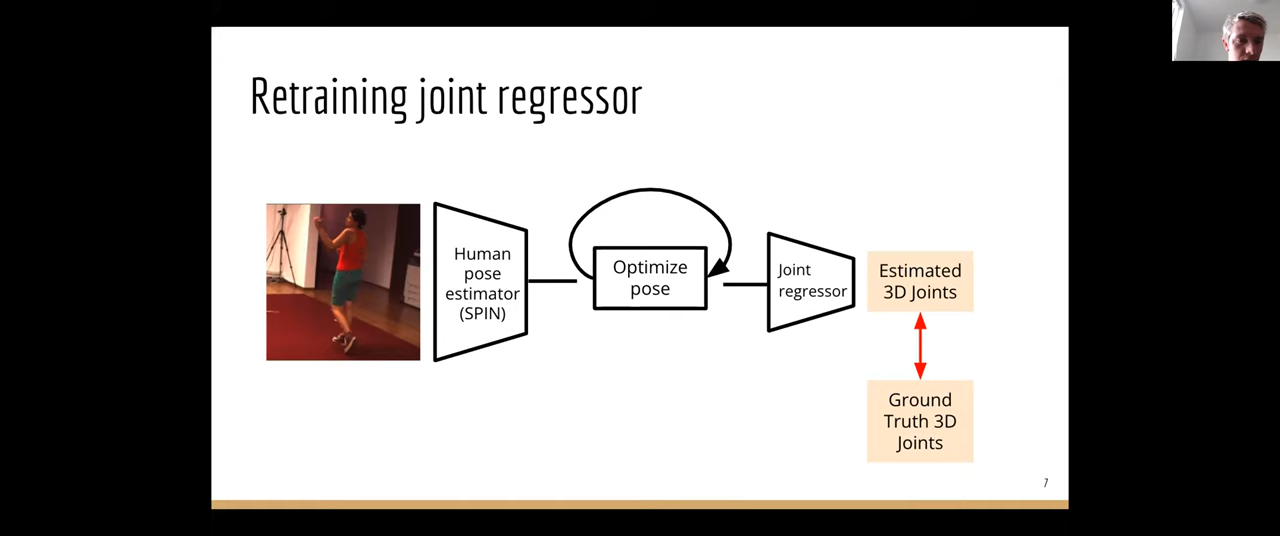 Retraining joint regressor
Human
pose
estimator
(SPIN)
Optimize
pose
Joint
regressor
Estimated
3D Joints
Ground
Truth 3D
Joints
7